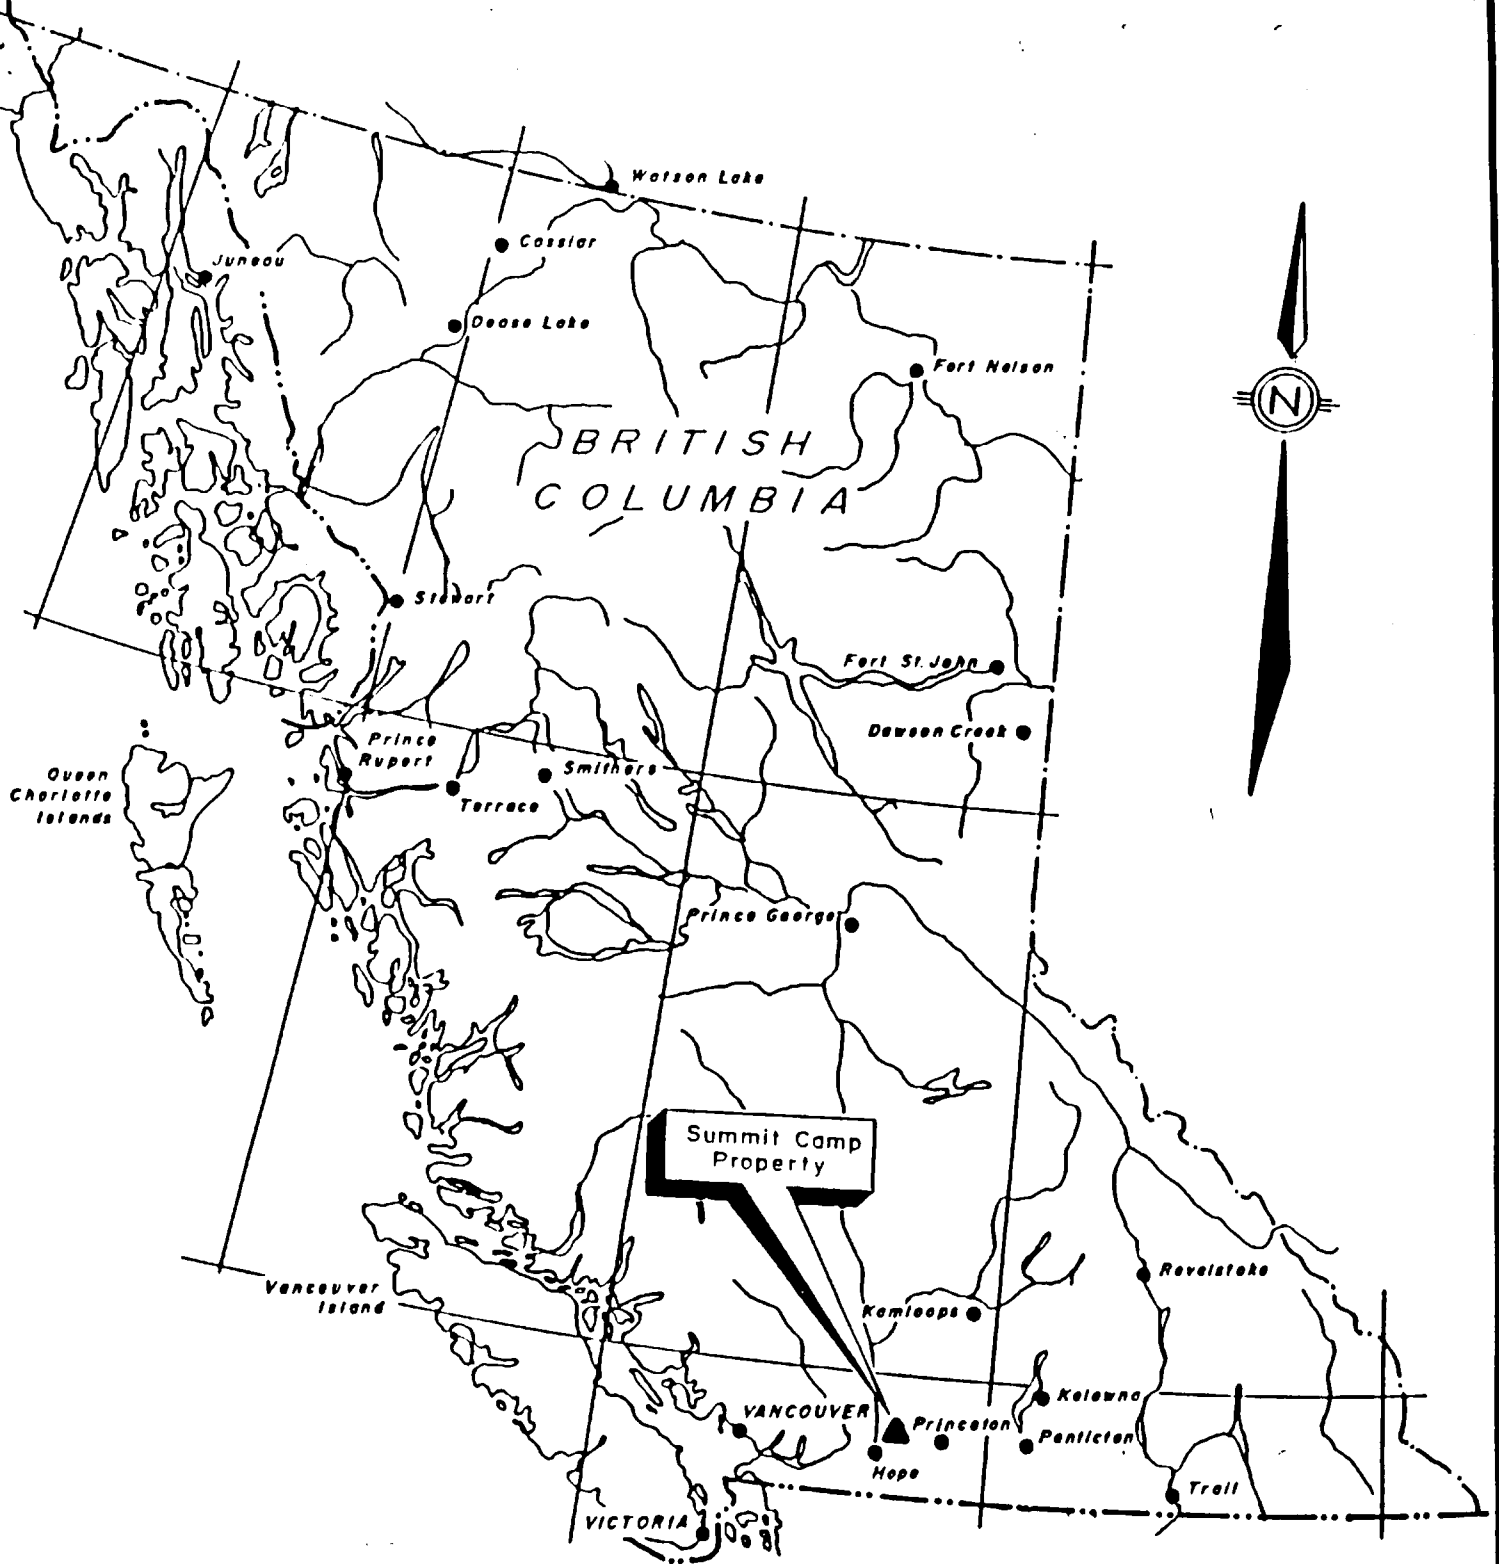 Watson Lake
Cassiar
Juneau
Dease Lake
Fort Nelson
N
BRITISH
COLUMBIA
Stewart
Fort St. John
Dawson Creek
Prince
Rupert
Smithers
Terrace
Queen
Charlotte
Islands
Prince George
Summit Camp
Property
Revelstoke
Vancouver
Island
Kamloops
Kelowna
VANCOUVER
Princeton
Penticton
Hope
Trail
VICTORIA